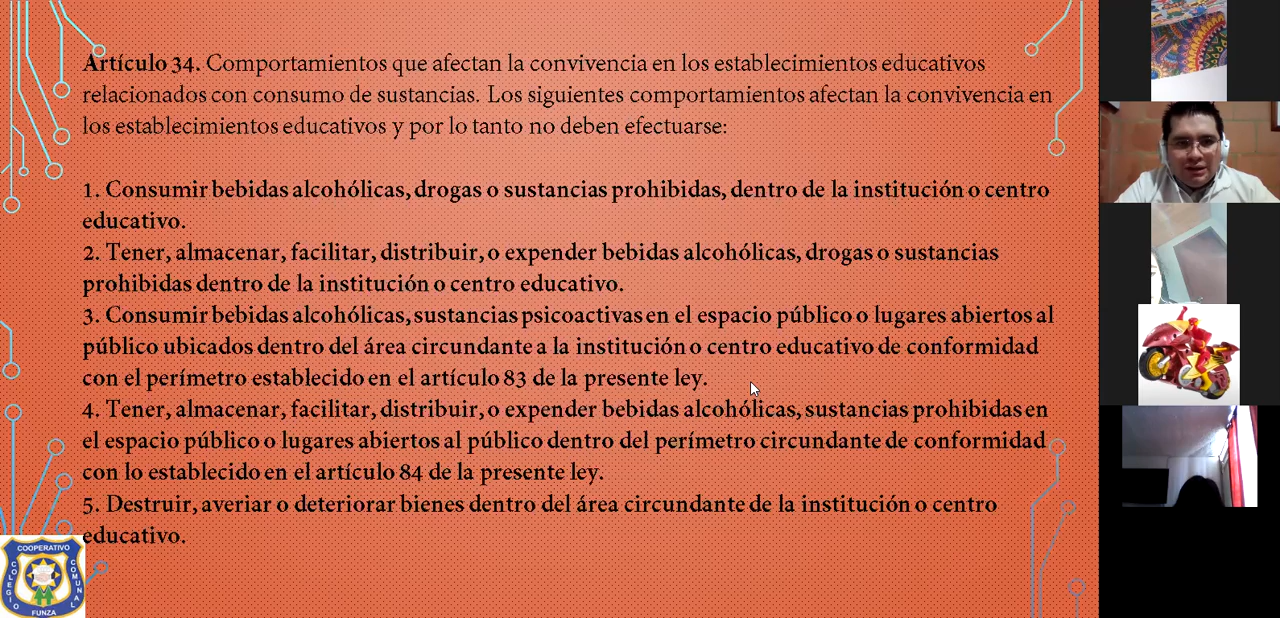 Artículo 34. Comportamientos que afectan la convivencia en los establecimientos educativos
relacionados con consumo de sustancias. Los siguientes comportamientos afectan la convivencia en
los establecimientos educativos y por lo tanto no deben efectuarse:
1. Consumir bebidas alcohólicas, drogas o sustancias prohibidas, dentro de la institución o centro
educativo.
2. Tener, almacenar, facilitar, distribuir, o expender bebidas alcohólicas, drogas o sustancias
prohibidas dentro de la institución o centro educativo.
3. Consumir bebidas alcohólicas, sustancias psicoactivas en el espacio público o lugares abiertos al
público ubicados dentro del área circundante a la institución o centro educativo de conformidad
con el perímetro establecido en el artículo 83 de la presente ley.
4. Tener, almacenar, facilitar, distribuir, o expender bebidas alcohólicas, sustancias prohibidas en
el espacio público o lugares abiertos al público dentro del perímetro circundante de conformidad
con lo establecido en el artículo 84 de la presente ley.
5. Destruir, averiar o deteriorar bienes dentro del área circundante de la institución o centro
educativo.
COOPERATIVO
COLEGIO
COMUNAL
FUNZA